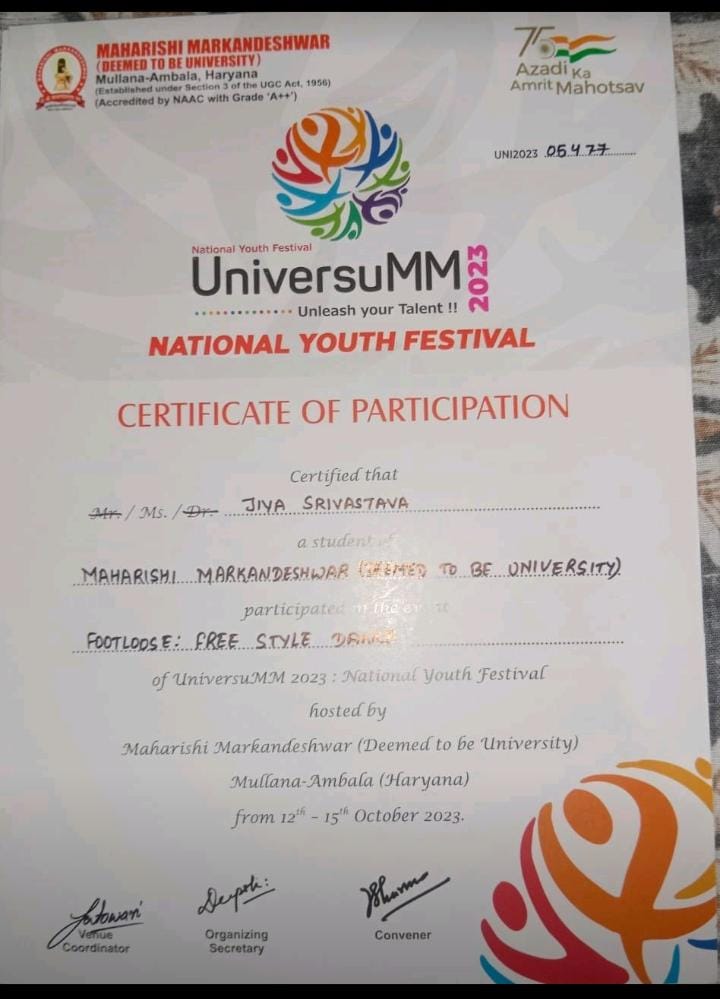 MAHARISHI MARKANDESHWAR
(DEEMED TO BE UNIVERSITY)
Mullana-Ambala, Haryana
(Established under Section 3 of the UGC Act, 1956)
(Accredited by NAAC with Grade 'A++')
75
Azadi Ka
Amrit Mahotsav
UNI2023 05477
National Youth Festival
UniversuMM 2023
Unleash your Talent !!
NATIONAL YOUTH FESTIVAL
CERTIFICATE OF PARTICIPATION
Certified that
Mr. / Ms. / Dr. JIYA SRIVASTAVA
a student of
MAHARISHI MARKANDESHWAR (DEEMED TO BE UNIVERSITY)
participated in the event
FOOTLOOSE: FREE STYLE DANCE
of UniversuMM 2023 : National Youth Festival
hosted by
Maharishi Markandeshwar (Deemed to be University)
Mullana-Ambala (Haryana)
from 12th - 15th October 2023.
Venue
Coordinator
Organizing
Secretary
Convener